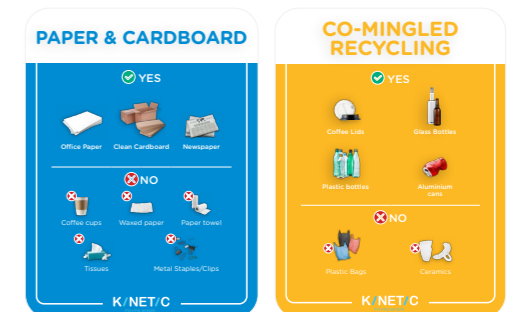 PAPER & CARDBOARD
YES
Office Paper
Clean Cardboard
Newspaper
NO
Coffee cups
Waxed paper
Paper towel
Tissues
Metal Staples/Clips
K/NET/C
CO-MINGLED
RECYCLING
YES
Coffee Lids
Glass Bottles
Plastic bottles
Aluminium
cans
NO
Plastic Bags
Ceramics
K/NET/C